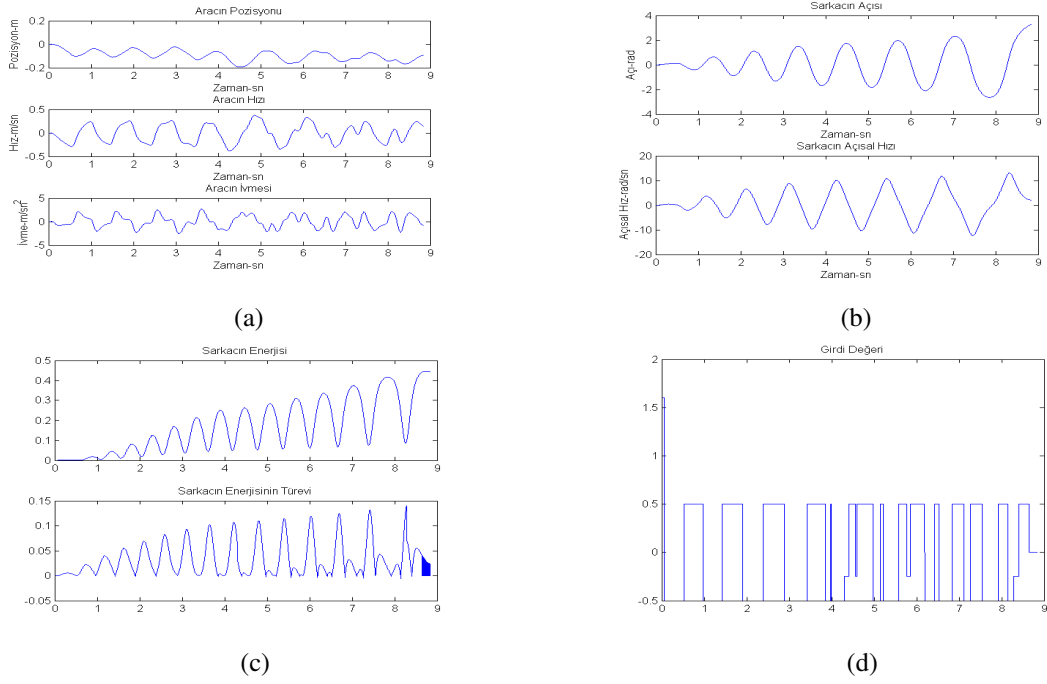 Aracın Pozisyonu
Pozisyon-m
0.2
0
-0.2
0 1 2 3 4 5 6 7 8 9
Zaman-sn
Aracın Hızı
Hız-m/sn
0.5
0
-0.5
0 1 2 3 4 5 6 7 8 9
Zaman-sn
Aracın İvmesi
İvme-m/sn²
5
0
-5
0 1 2 3 4 5 6 7 8 9
Zaman-sn
(a)
Sarkacın Açısı
Açı-rad
4
2
0
-2
-4
0 1 2 3 4 5 6 7 8 9
Zaman-sn
Sarkacın Açısal Hızı
Açısal Hız-rad/sn
20
10
0
-10
-20
0 1 2 3 4 5 6 7 8 9
Zaman-sn
(b)
Sarkacın Enerjisi
0.5
0.4
0.3
0.2
0.1
0
0 1 2 3 4 5 6 7 8 9
Sarkacın Enerjisinin Türevi
0.15
0.1
0.05
0
-0.05
0 1 2 3 4 5 6 7 8 9
(c)
Girdi Değeri
2
1.5
1
0.5
0
-0.5
0 1 2 3 4 5 6 7 8 9
(d)